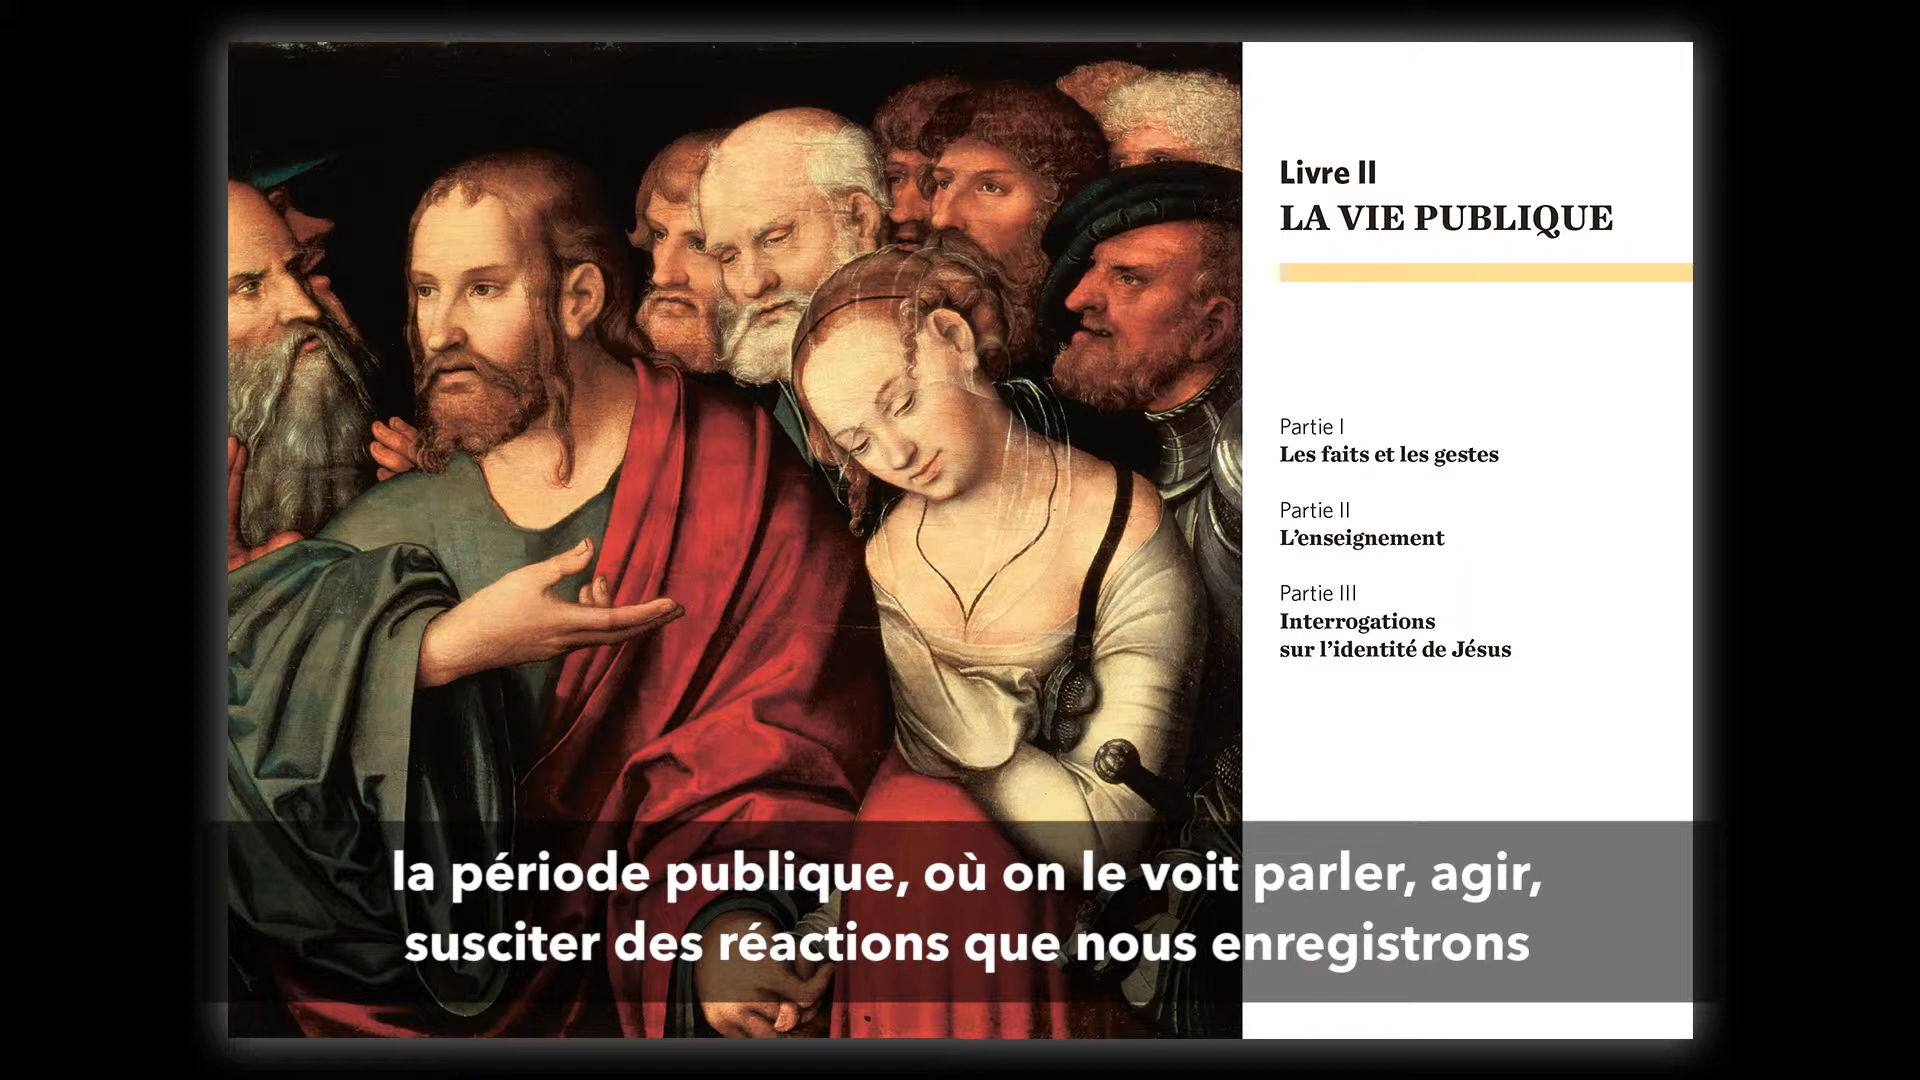 Livre II
LA VIE PUBLIQUE
Partie I
Les faits et les gestes
Partie II
L’enseignement
Partie III
Interrogations
sur l’identité de Jésus
la période publique, où on le voit parler, agir,
susciter des réactions que nous enregistrons